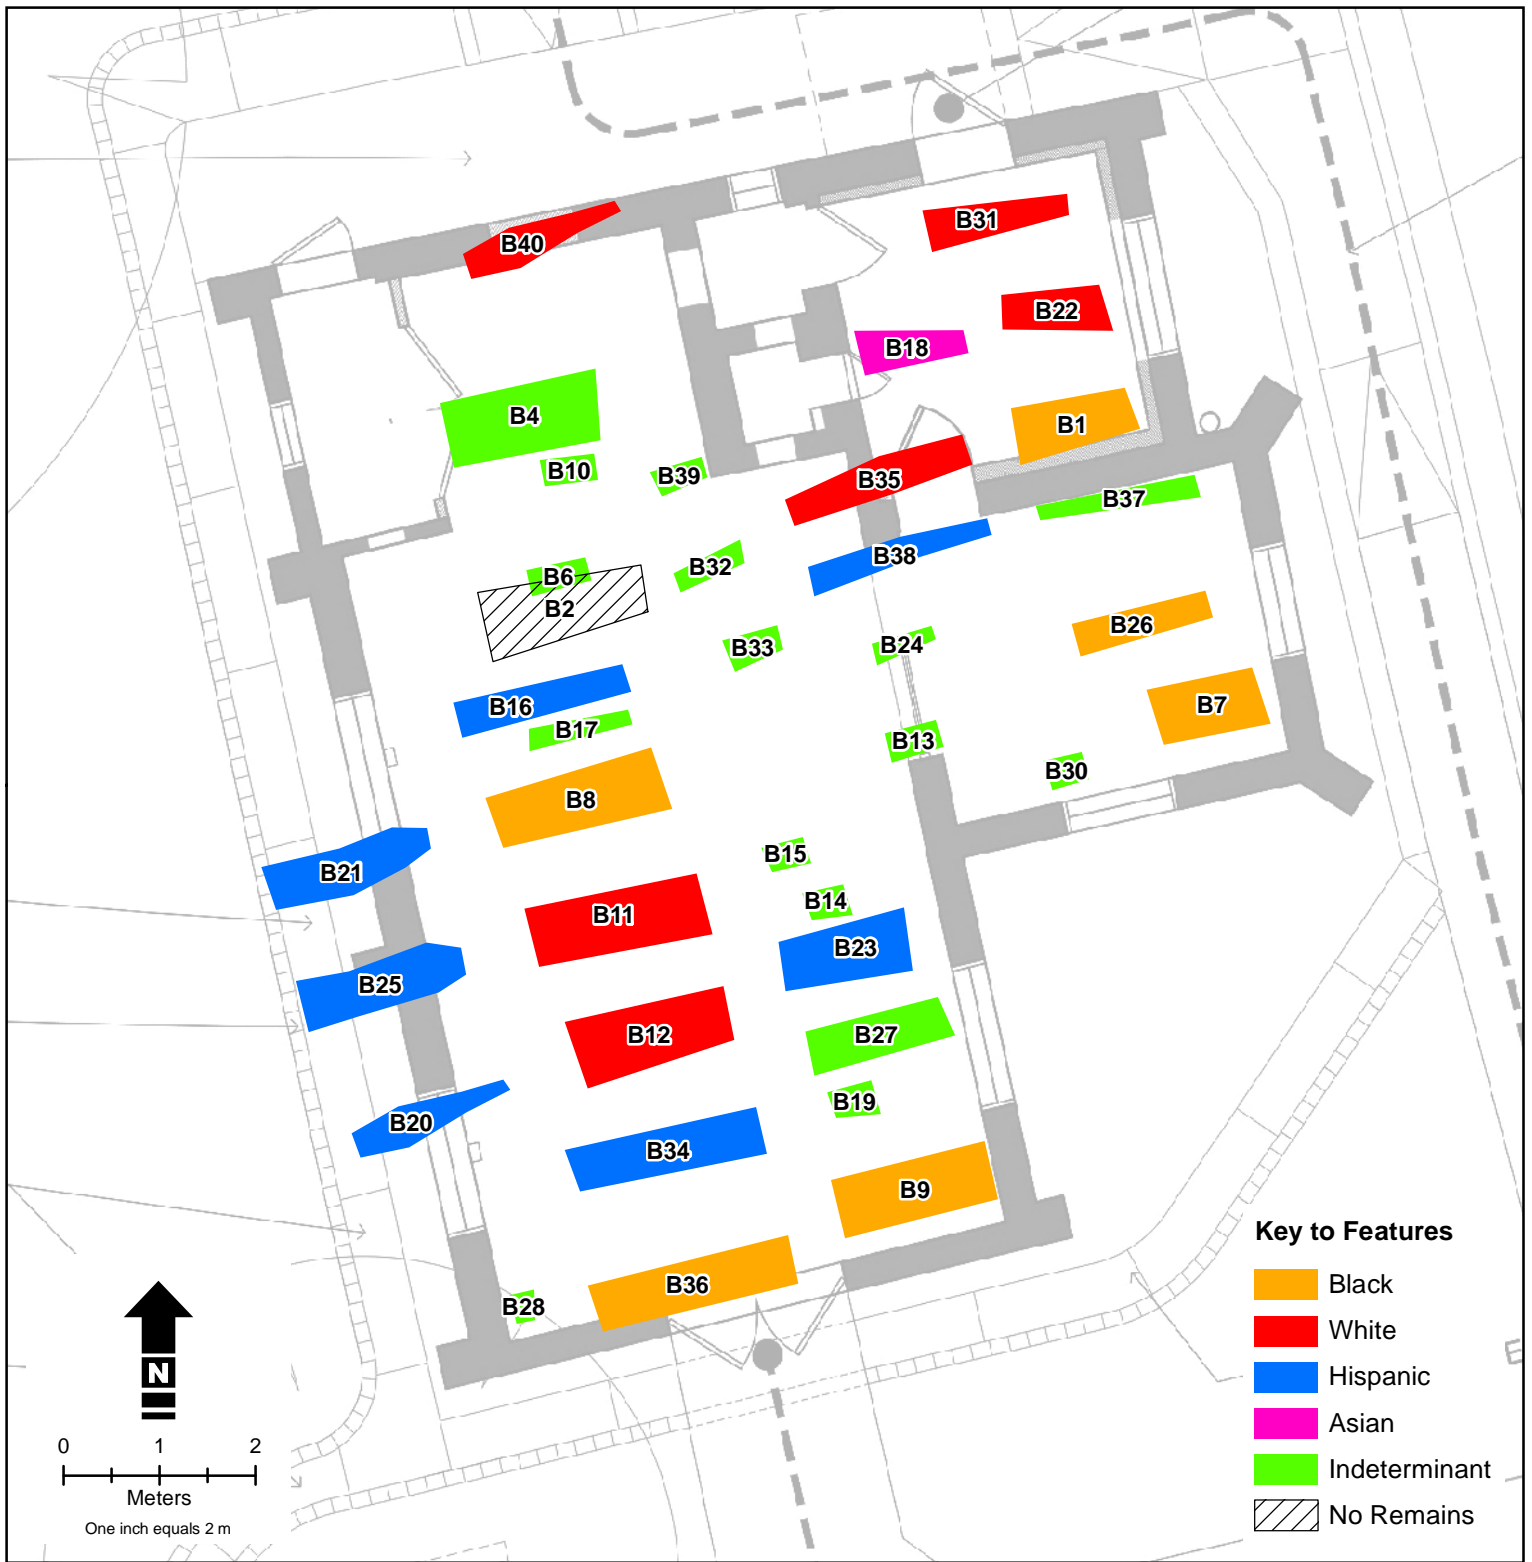 B31
B40
B22
B18
B4
B1
B10
B39
B35
B37
B38
B32
B6
B2
B26
B33
B24
B16
B7
B17
B13
B30
B8
B15
B21
B14
B11
B23
B25
B12
B27
B19
B20
B34
B9
B36
B28
Key to Features
Black
White
Hispanic
Asian
Indeterminant
No Remains
N
0 1 2
Meters
One inch equals 2 m